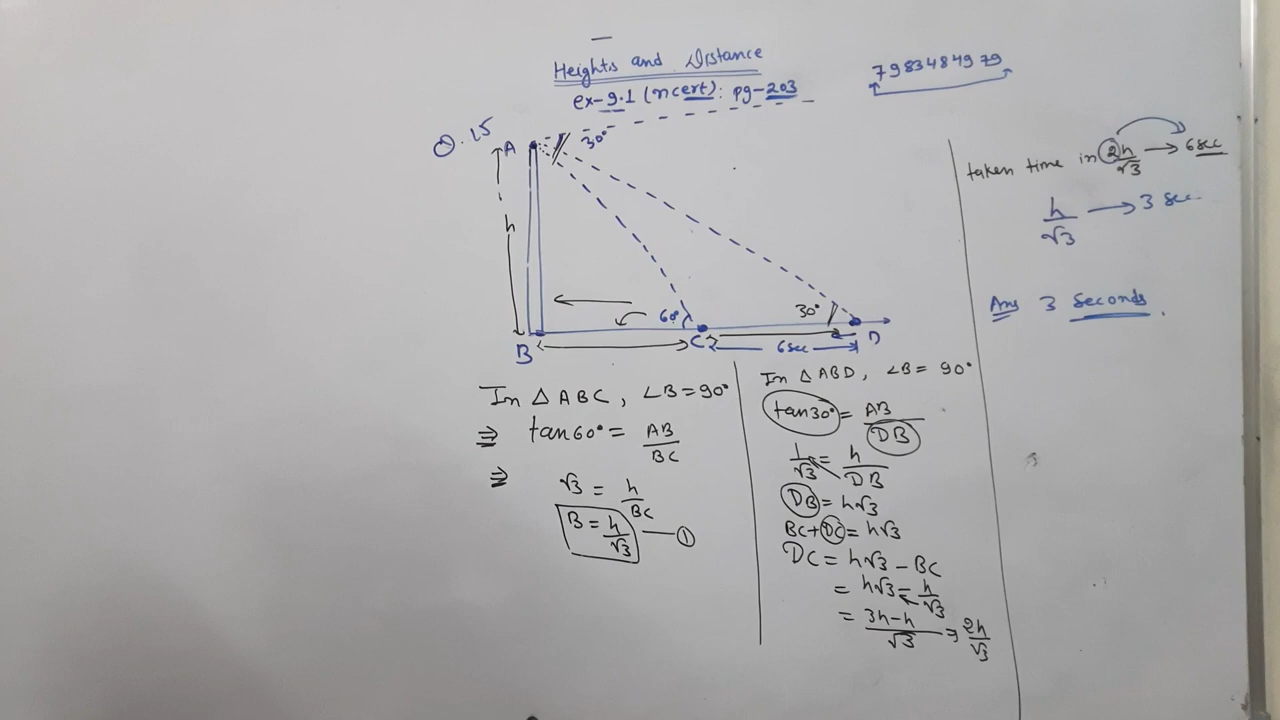 Heights and Distance
ex-9.1 (ncert): pg-203
7983484979
Q.15
A
30°
h
60°
30°
B
C
D
6sec
In △ABC, ∠B=90°
⇒ tan60° = AB/BC
⇒ √3 = h/BC
B = h/√3 — ①
In △ABD, ∠B= 90°
tan30° = AB/DB
1/√3 = h/DB
DB = h√3
BC+DC = h√3
DC = h√3 - BC
= h√3 - h/√3
= 3h-h/√3 ⇒ 2h/√3
taken time in 2h/√3 → 6sec
h/√3 → 3 sec.
Ans 3 Seconds.